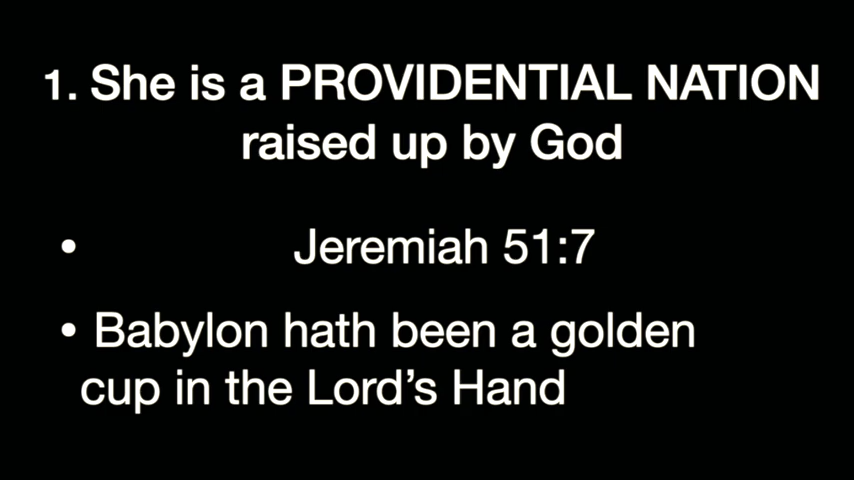 1. She is a PROVIDENTIAL NATION
raised up by God
• Jeremiah 51:7
• Babylon hath been a golden
cup in the Lord’s Hand